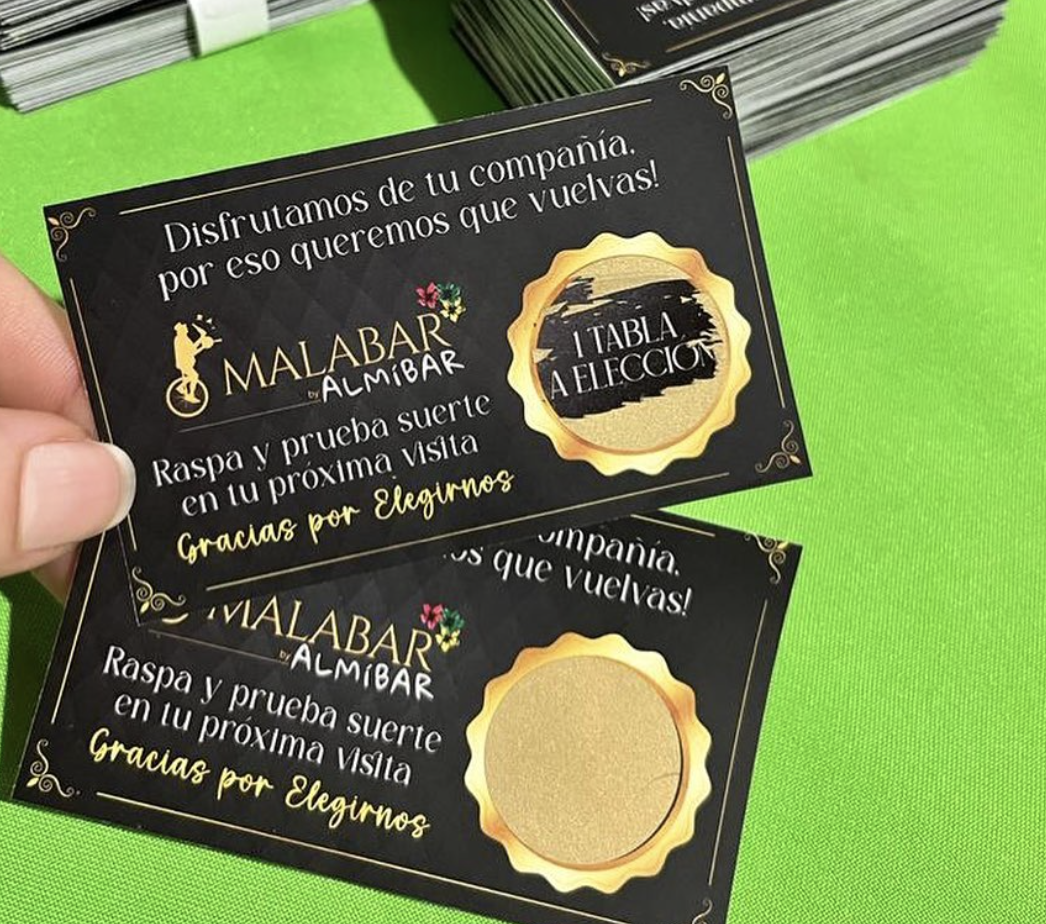 Disfrutamos de tu compañía,
por eso queremos que vuelvas!
MALABAR
by ALMÍBAR
Raspa y prueba suerte
en tu próxima visita
Gracias por Elegirnos
1 TABLA
A ELECCIÓN
que vuelvas!
MALABAR
by ALMÍBAR
Raspa y prueba suerte
en tu próxima visita
Gracias por Elegirnos